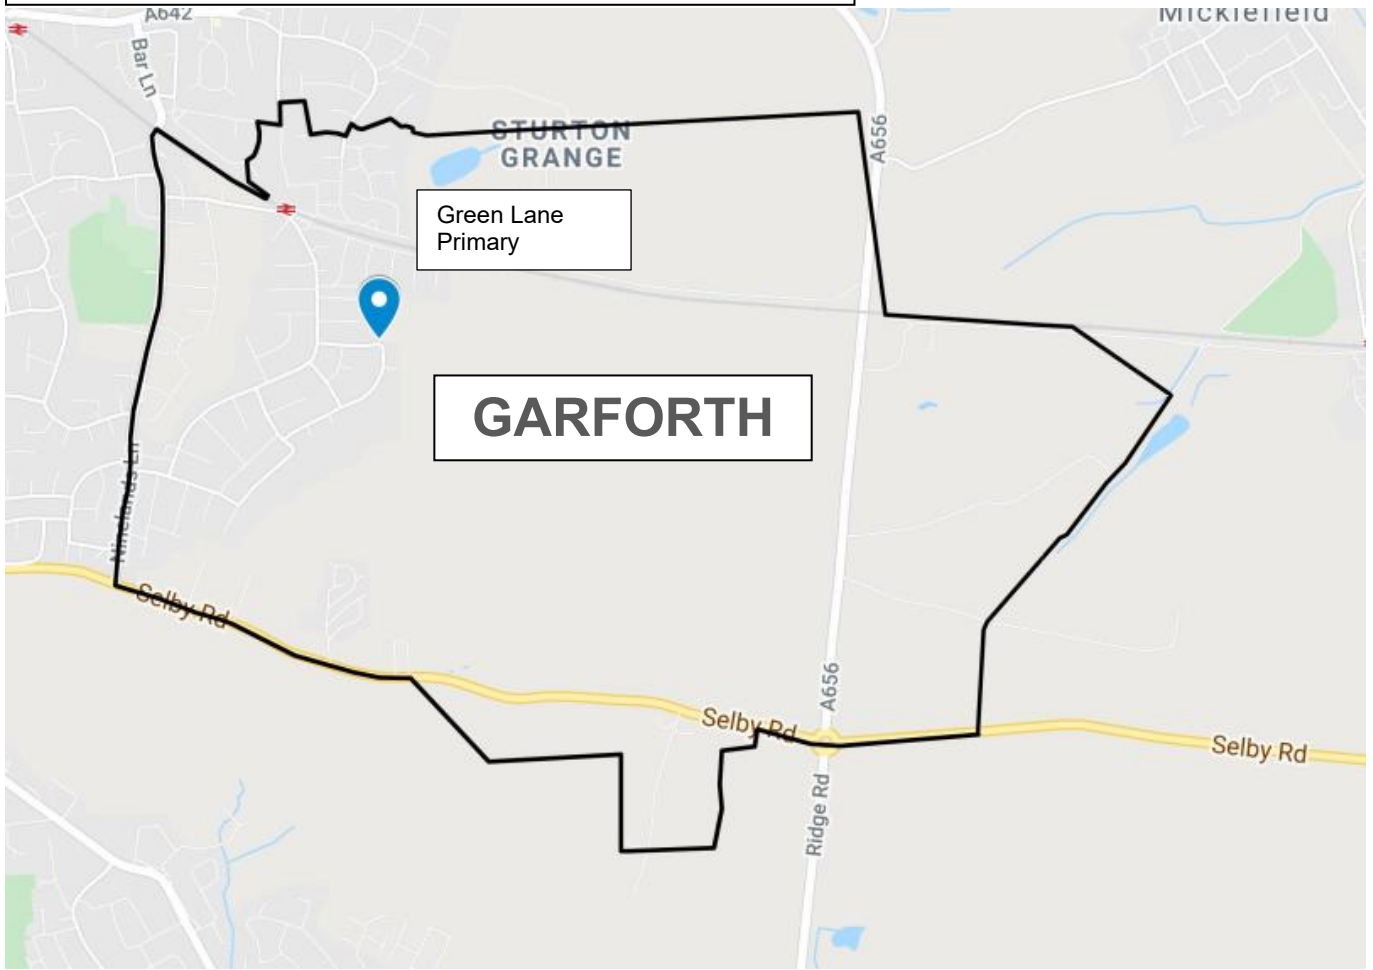 A642
Micklefield
Bar Ln
STURTON
GRANGE
A656
Green Lane
Primary
GARFORTH
Ninelands Ln
Selby Rd
A656
Selby Rd
Selby Rd
Ridge Rd